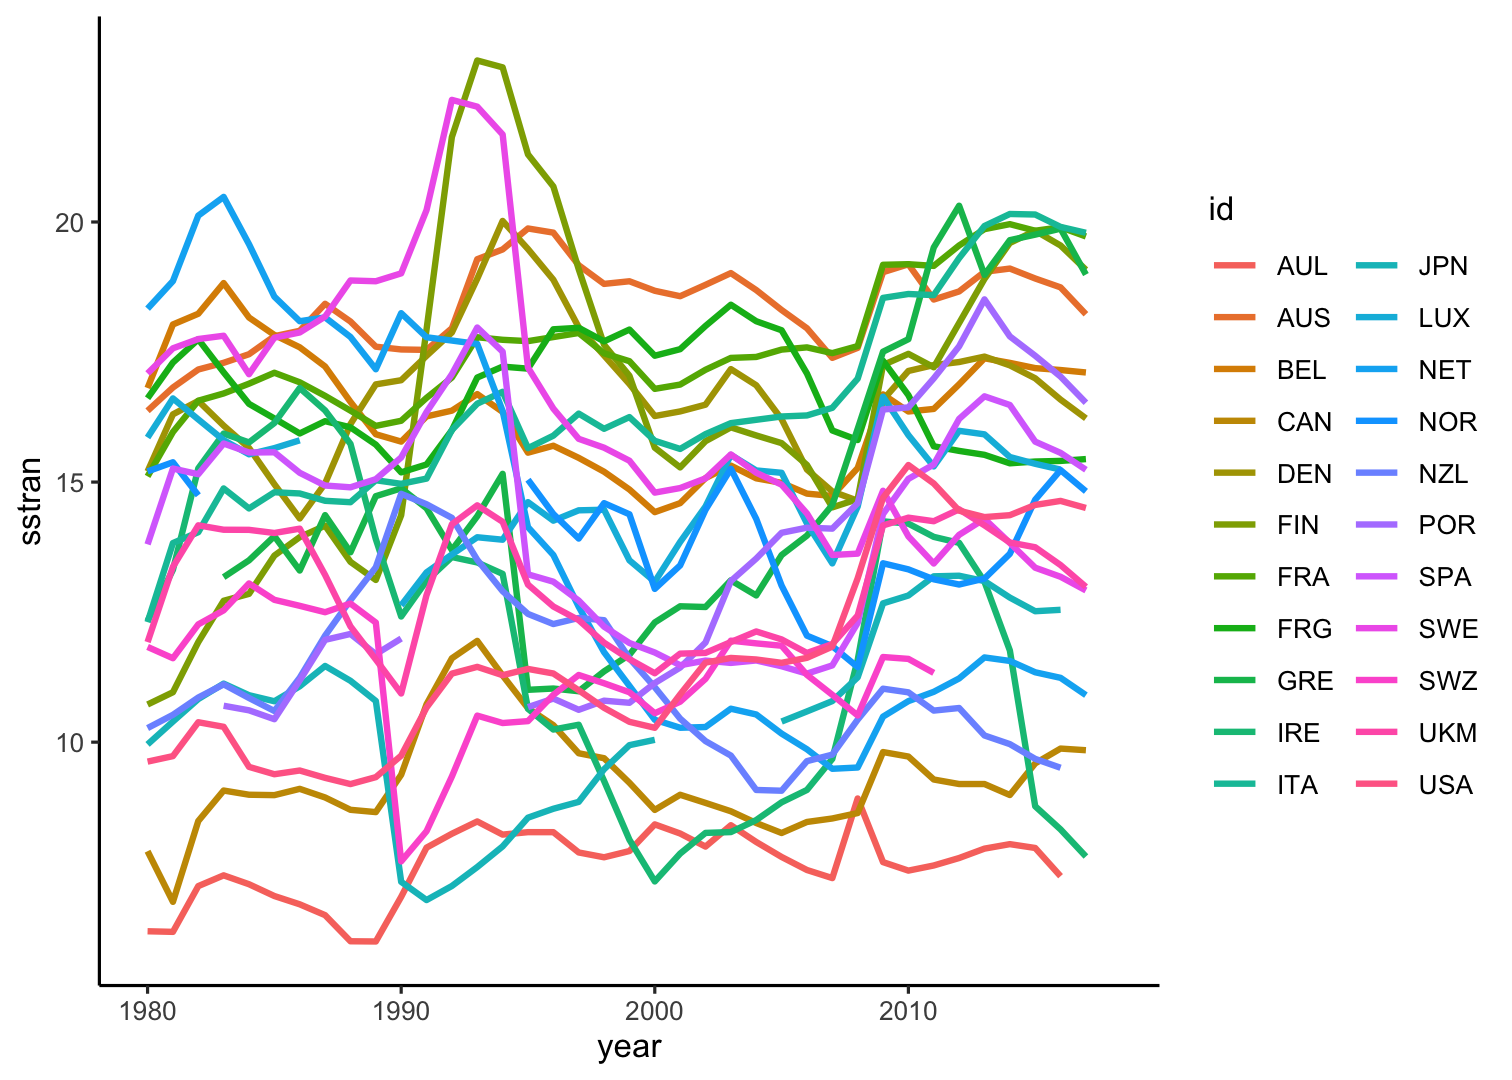 20
15
10
sstran
1980 1990 2000 2010
year
id
AUL JPN
AUS LUX
BEL NET
CAN NOR
DEN NZL
FIN POR
FRA SPA
FRG SWE
GRE SWZ
IRE UKM
ITA USA